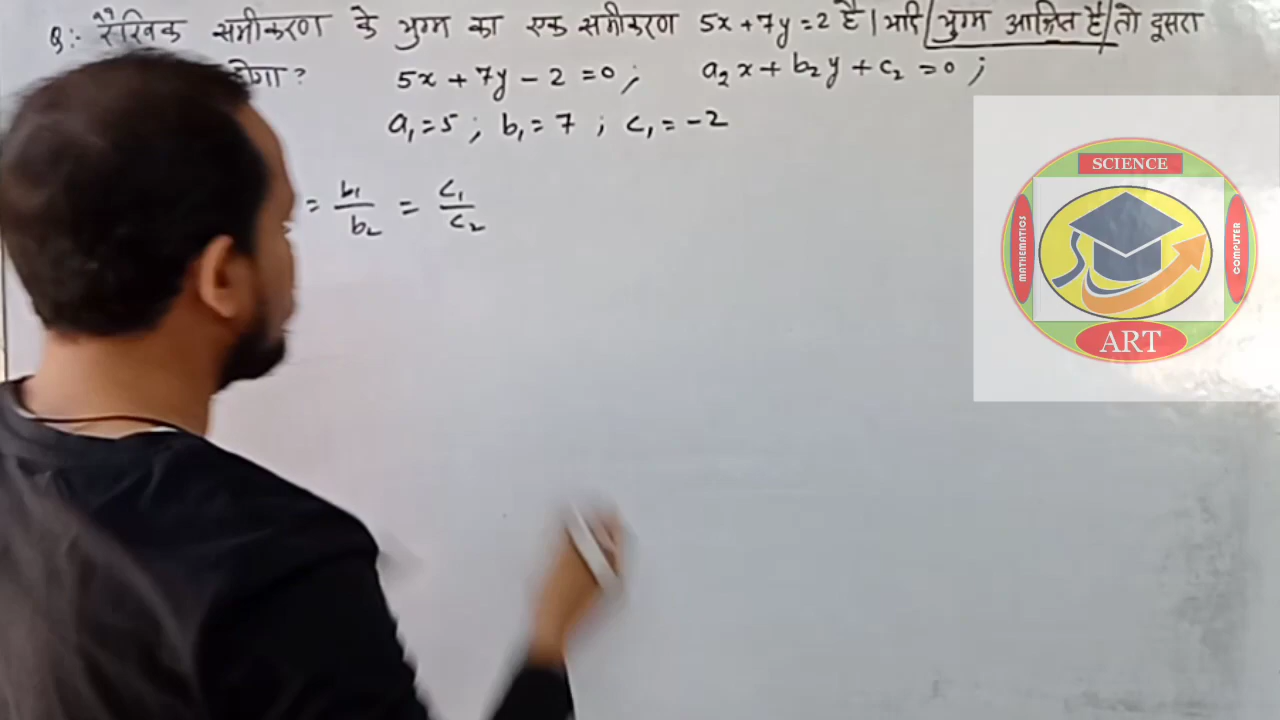 Q:- रैखिक समीकरण के युग्म का एक समीकरण 5x + 7y = 2 है। यदि युग्म आश्रित है तो दूसरा
होगा? 5x + 7y - 2 = 0 ; a₂x + b₂y + c₂ = 0 ;
a₁ = 5 ; b₁ = 7 ; c₁ = -2
= b₁/b₂ = c₁/c₂
SCIENCE
MATHEMATICS
COMPUTER
ART